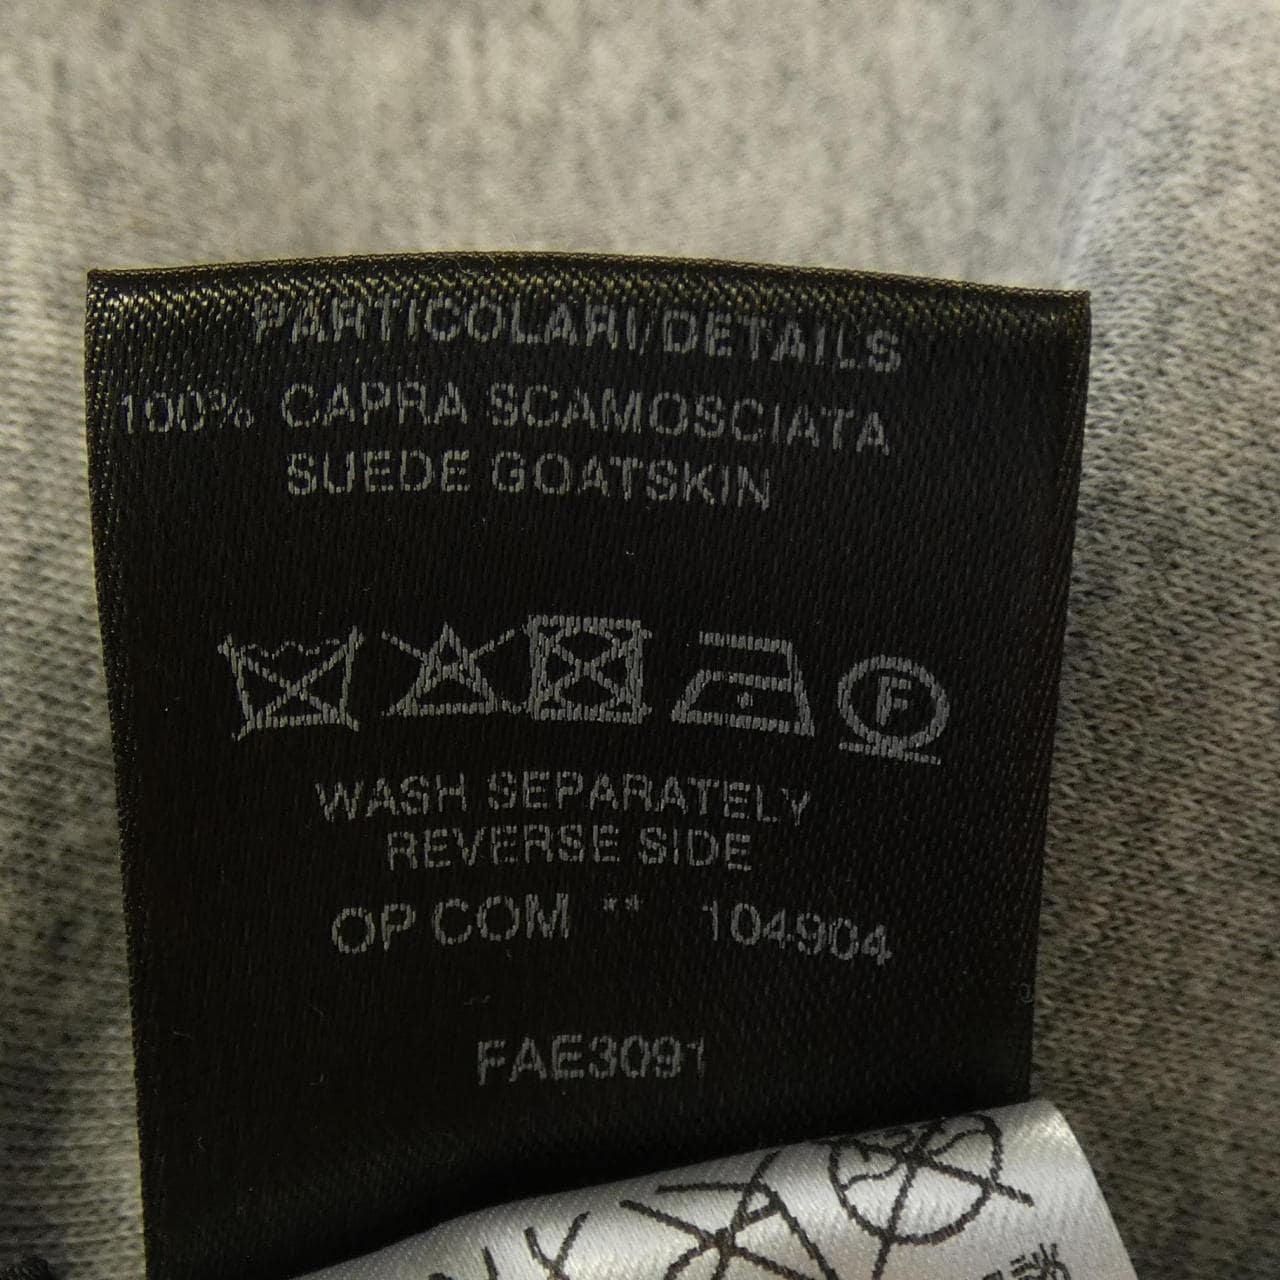 PARTICOLARI/DETAILS
100% CAPRA SCAMOSCIATA
SUEDE GOATSKIN
F
WASH SEPARATELY
REVERSE SIDE
OP COM ** 104904
FAE3091